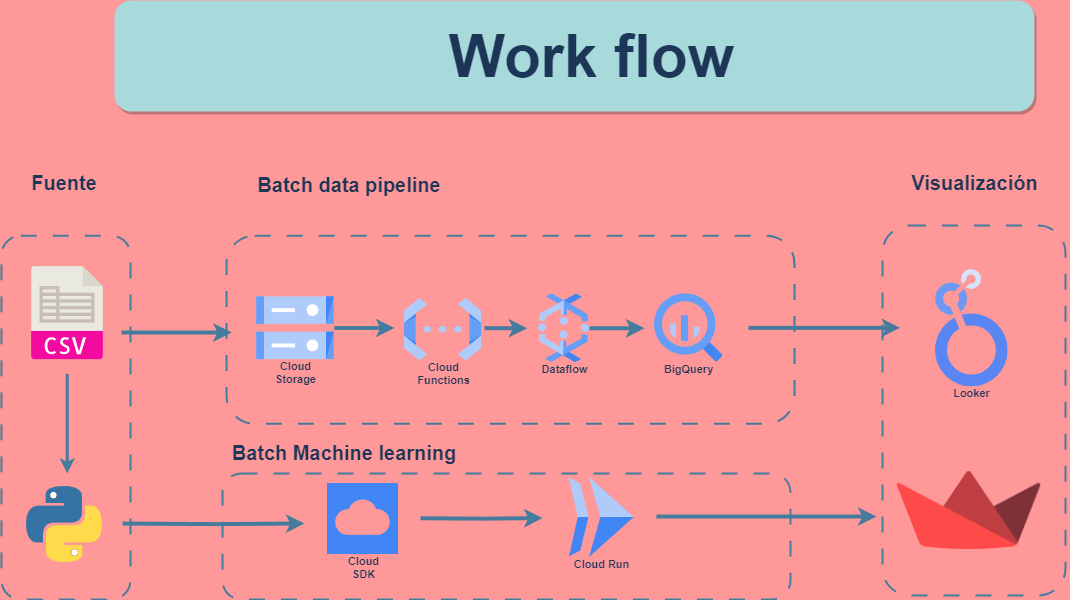 Work flow
Fuente
Batch data pipeline
Visualización
CSV
Cloud
Storage
Cloud
Functions
Dataflow
BigQuery
Looker
Batch Machine learning
Cloud
SDK
Cloud Run